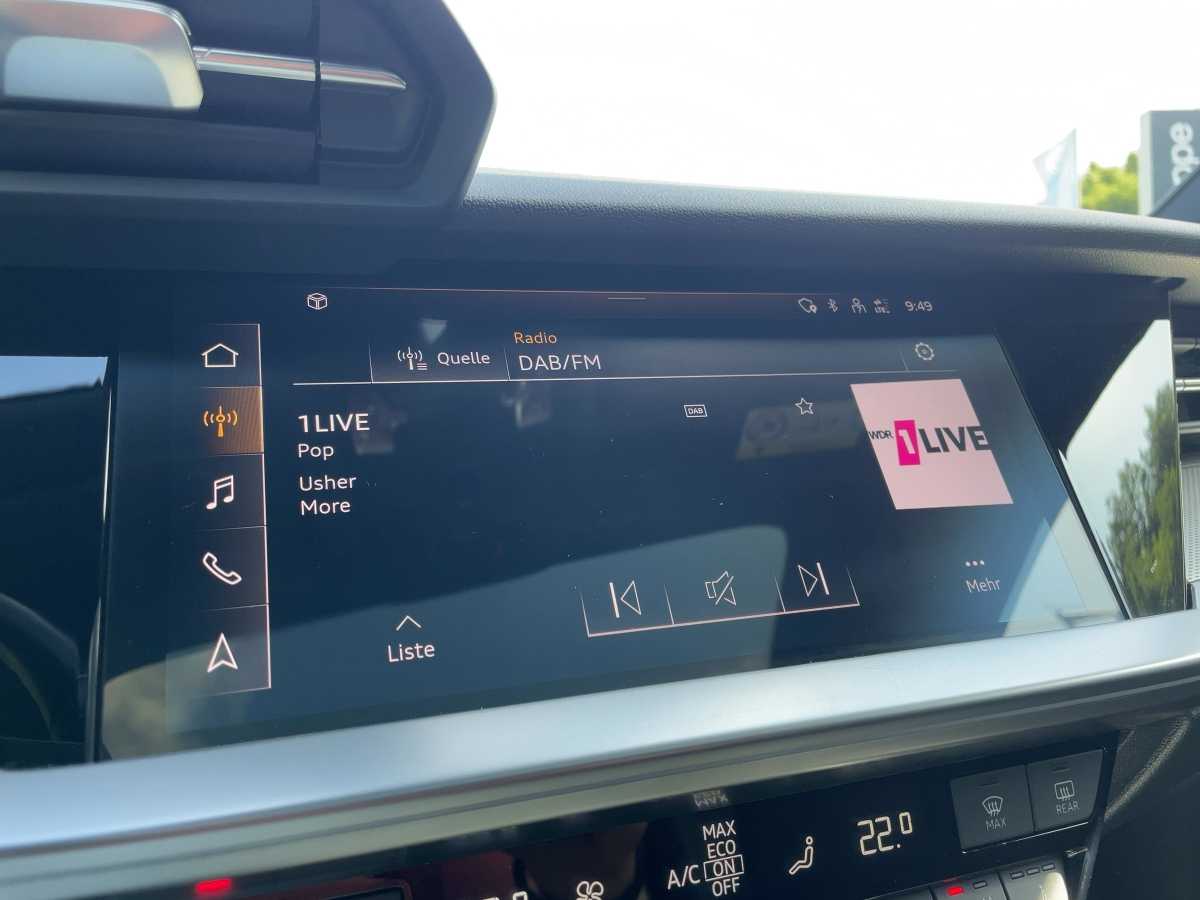 ppe
9:49
Quelle
Radio
DAB/FM
1LIVE
Pop
Usher
More
DAB
WDR 1LIVE
Liste
Mehr
MAX
REAR
MAX
ECO
A/C ON
OFF
22.0